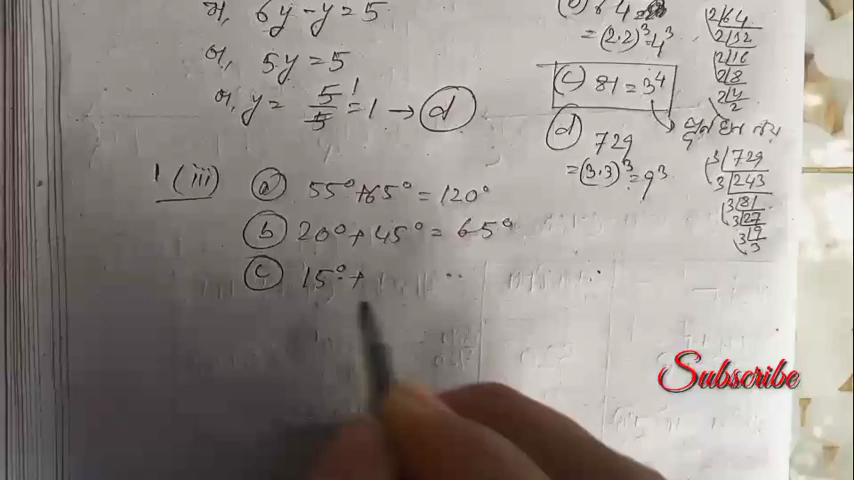 বা, 6y-y=5
বা, 5y=5
বা, y= 5/5 =1 → (d)
1 (iii) (a) 55°+65°=120°
(b) 20°+45°=65°
(c) 15°+
(b) 64
=(2·2)³=4³
(c) 81=3⁴
(d) 729
=(3·3)³=9³
2|64
2|32
2|16
2|8
2|4
2
3|729
3|243
3|81
3|27
3|9
3
Subscribe